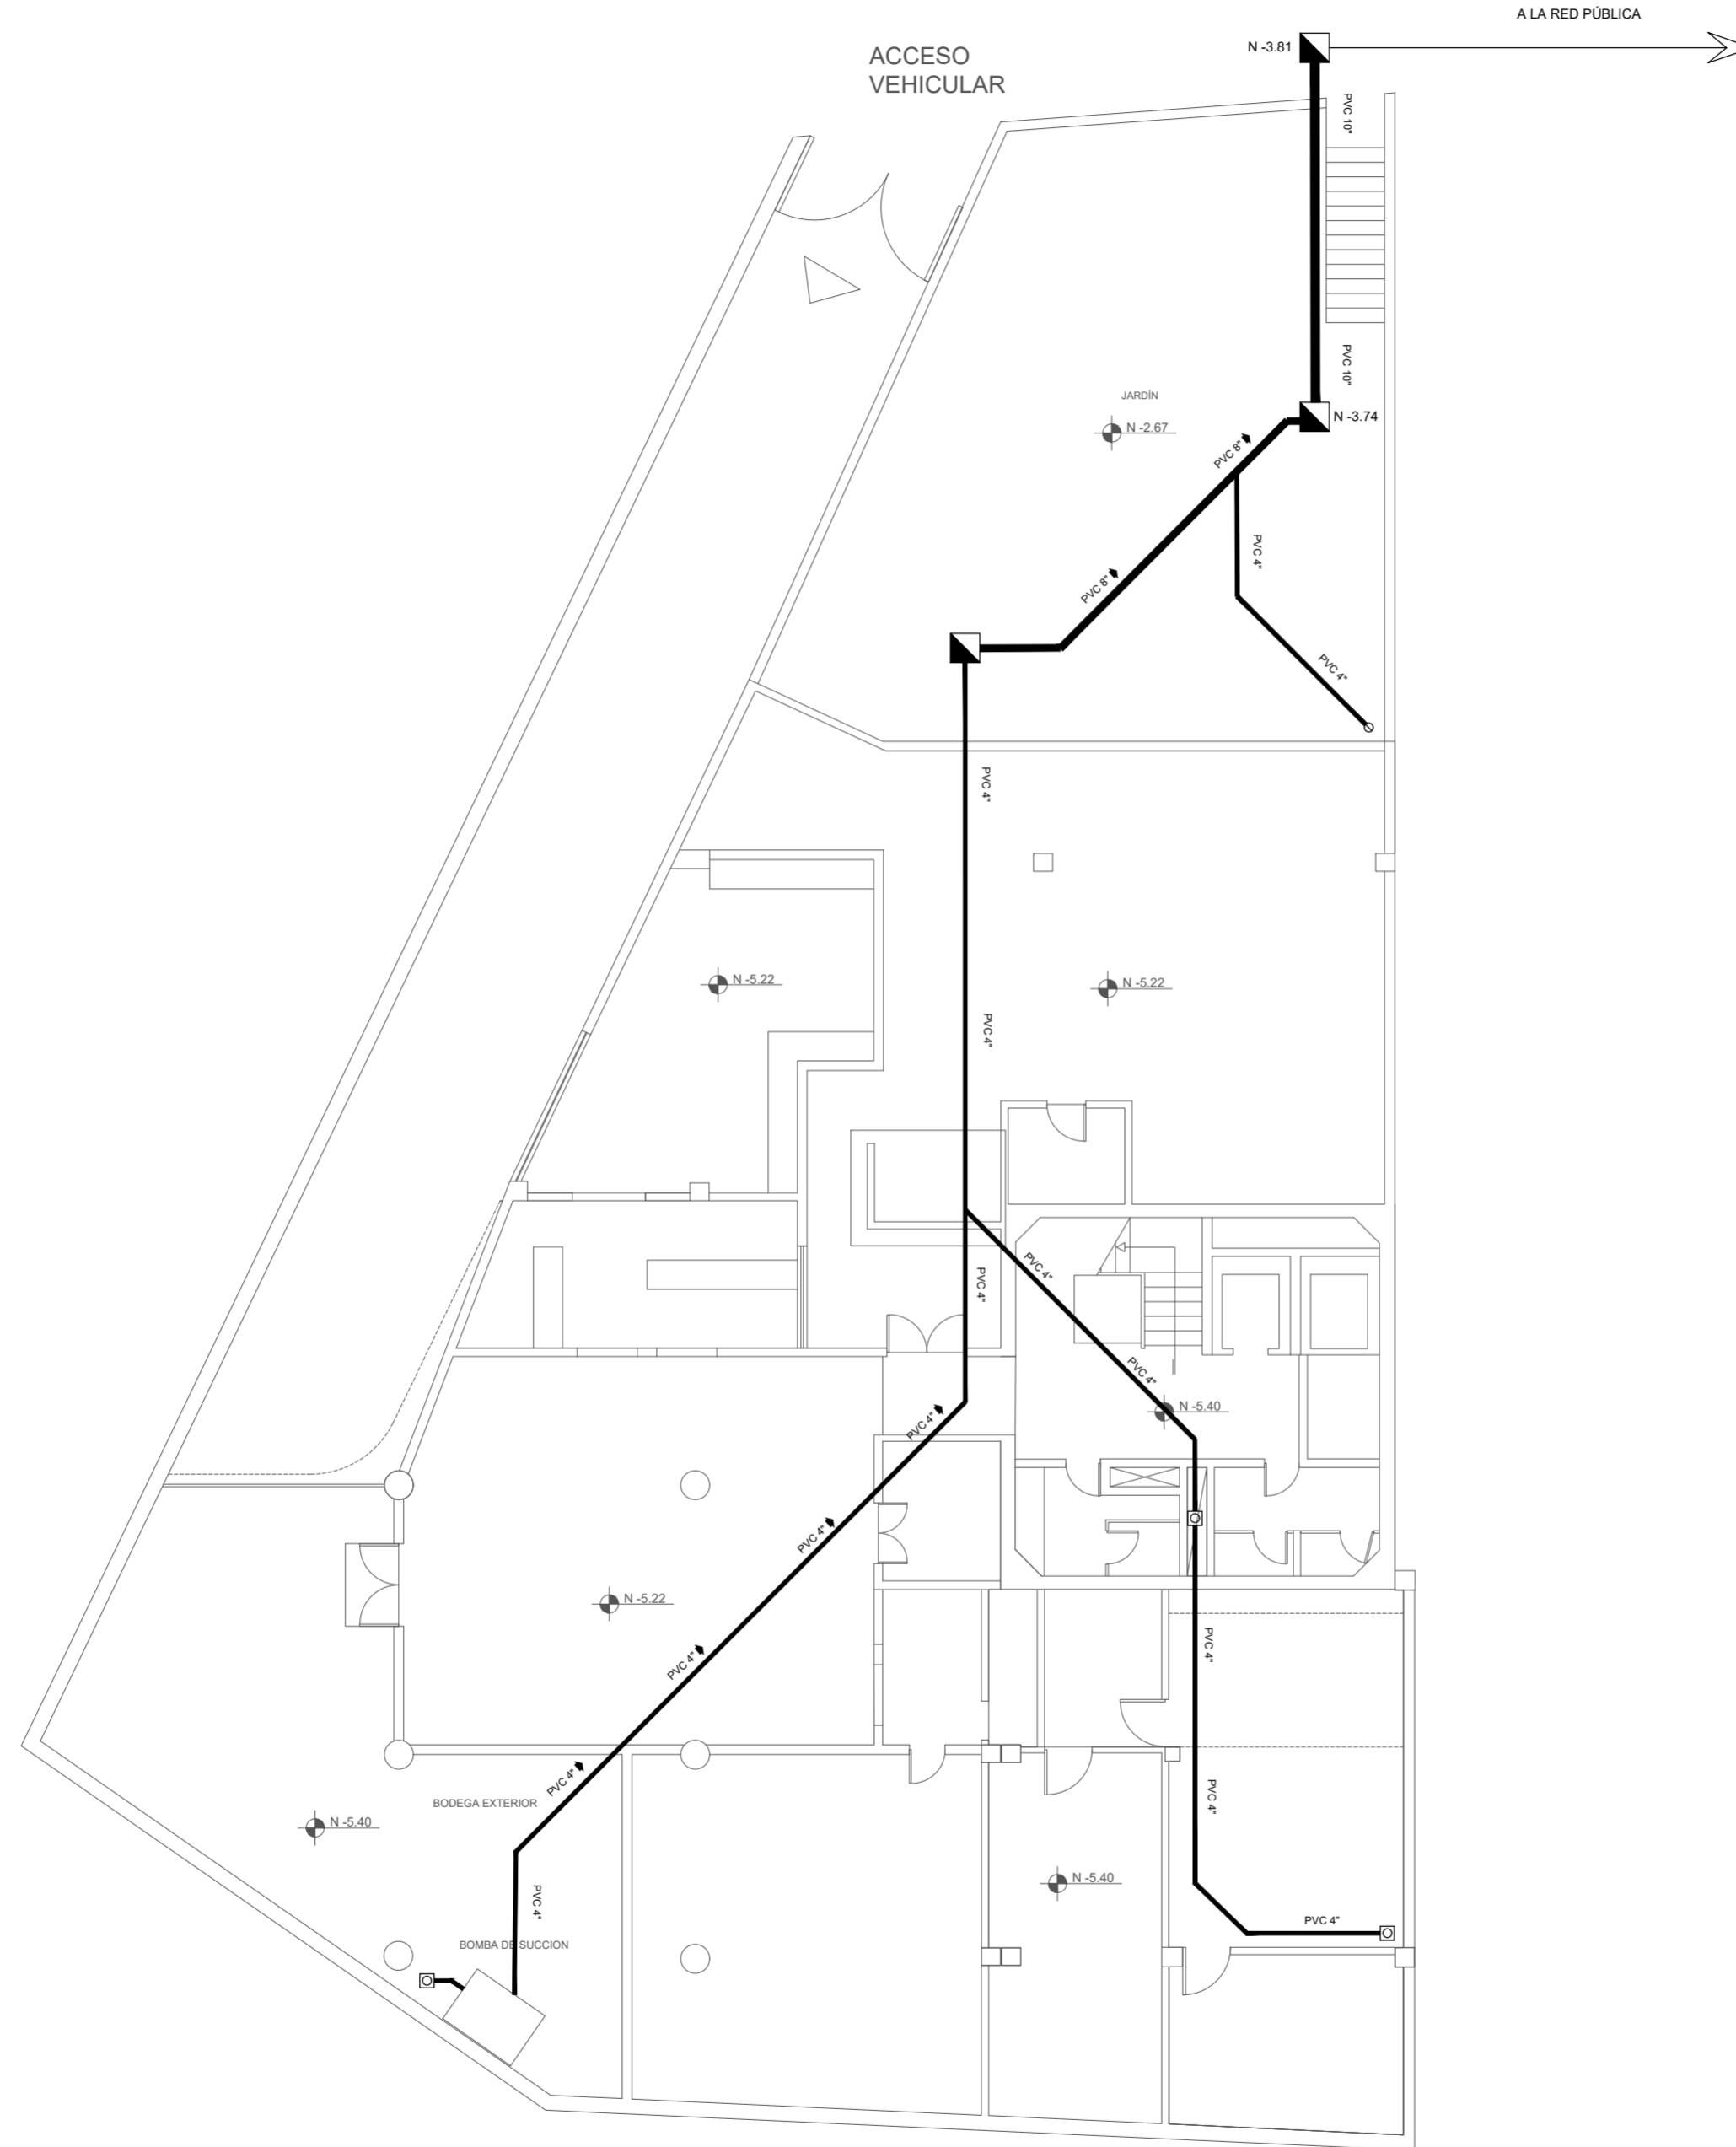 A LA RED PÚBLICA
N -3.81
ACCESO
VEHICULAR
PVC 10"
PVC 10"
JARDÍN
N -3.74
N -2.67
PVC 8"
PVC 4"
PVC 8"
PVC 4"
PVC 4"
N -5.22
N -5.22
PVC 4"
PVC 4"
PVC 4"
PVC 4"
N -5.40
PVC 4"
PVC 4"
N -5.22
PVC 4"
PVC 4"
PVC 4"
PVC 4"
BODEGA EXTERIOR
N -5.40
N -5.40
PVC 4"
PVC 4"
BOMBA DE SUCCION